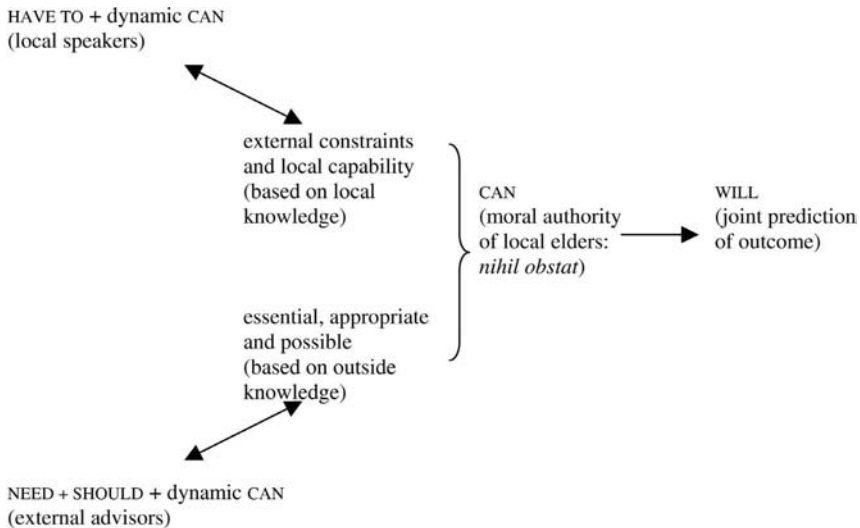 HAVE TO + dynamic CAN
(local speakers)
external constraints
and local capability
(based on local
knowledge)
CAN
(moral authority
of local elders:
nihil obstat)
WILL
(joint prediction
of outcome)
essential, appropriate
and possible
(based on outside
knowledge)
NEED + SHOULD + dynamic CAN
(external advisors)